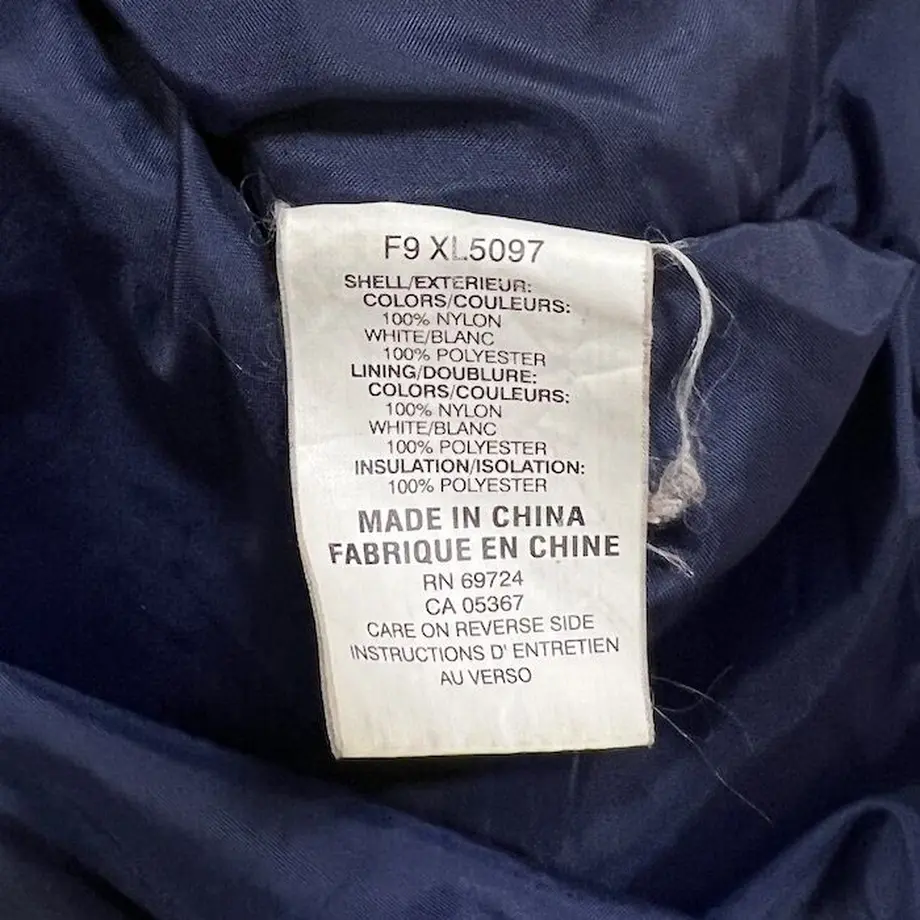 F9 XL5097
SHELL/EXTERIEUR:
COLORS/COULEURS:
100% NYLON
WHITE/BLANC
100% POLYESTER
LINING/DOUBLURE:
COLORS/COULEURS:
100% NYLON
WHITE/BLANC
100% POLYESTER
INSULATION/ISOLATION:
100% POLYESTER
MADE IN CHINA
FABRIQUE EN CHINE
RN 69724
CA 05367
CARE ON REVERSE SIDE
INSTRUCTIONS D' ENTRETIEN
AU VERSO